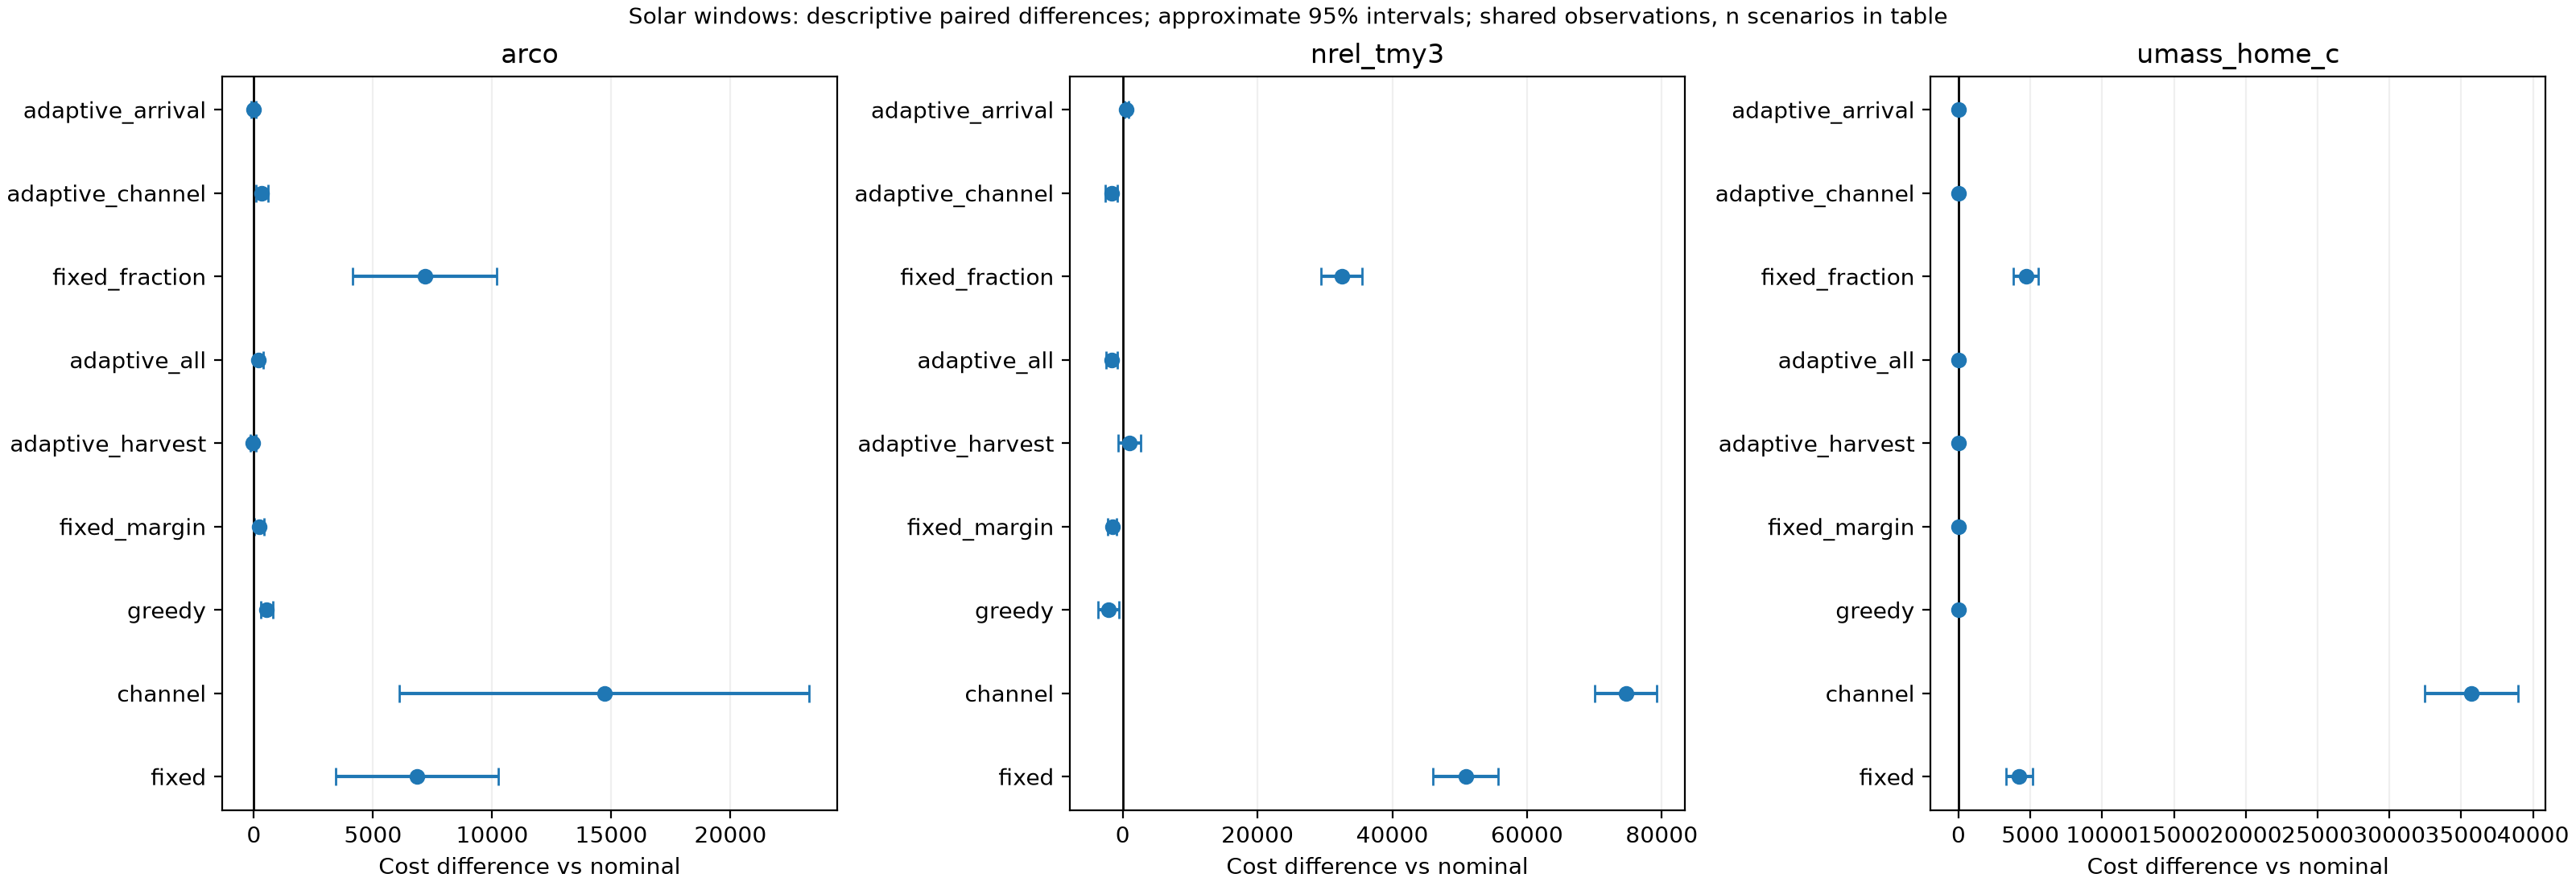 Solar windows: descriptive paired differences; approximate 95% intervals; shared observations, n scenarios in table
arco
adaptive_arrival
adaptive_channel
fixed_fraction
adaptive_all
adaptive_harvest
fixed_margin
greedy
channel
fixed
0 5000 10000 15000 20000
Cost difference vs nominal
nrel_tmy3
adaptive_arrival
adaptive_channel
fixed_fraction
adaptive_all
adaptive_harvest
fixed_margin
greedy
channel
fixed
0 20000 40000 60000 80000
Cost difference vs nominal
umass_home_c
adaptive_arrival
adaptive_channel
fixed_fraction
adaptive_all
adaptive_harvest
fixed_margin
greedy
channel
fixed
0 5000 10000 15000 20000 25000 30000 35000 40000
Cost difference vs nominal